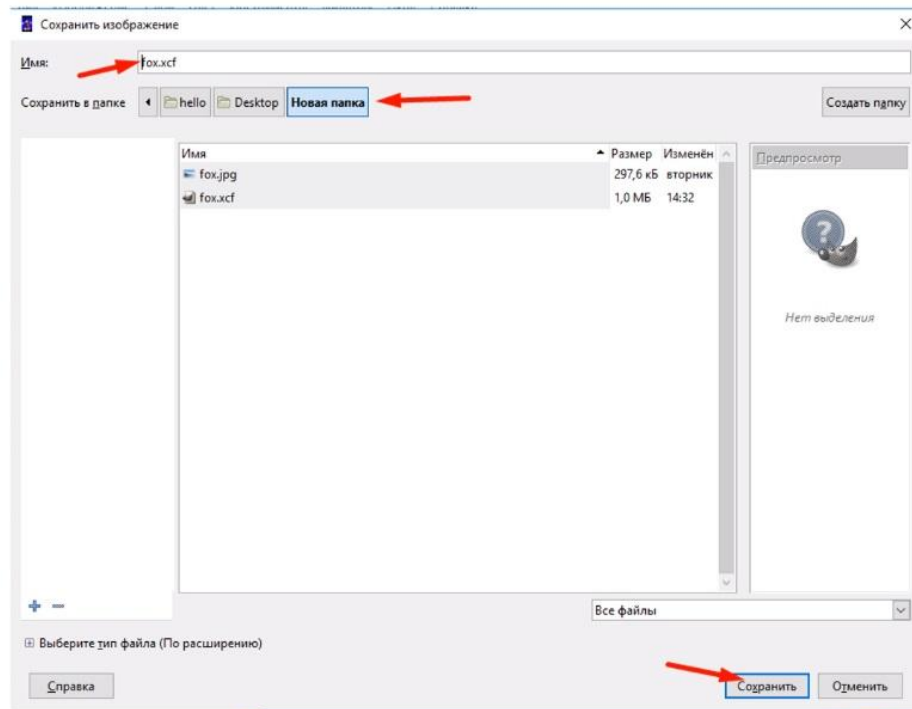 Сохранить изображение
Имя: fox.xcf
Сохранить в папке hello Desktop Новая папка Создать папку
Имя Размер Изменён Предпросмотр
fox.jpg 297,6 кБ вторник
fox.xcf 1,0 МБ 14:32
Нет выделения
Все файлы
Выберите тип файла (По расширению)
Справка Сохранить Отменить